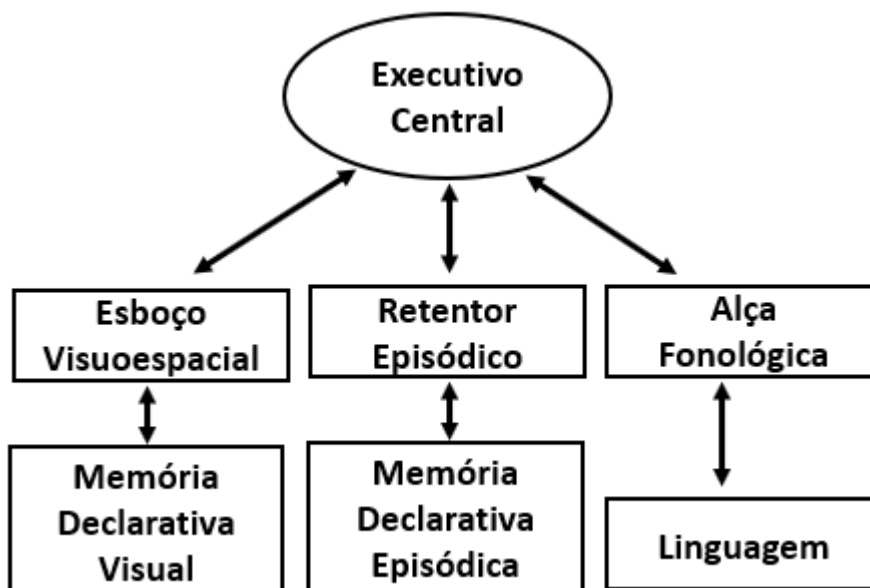 Executivo
Central
Esboço
Visuoespacial
Retentor
Episódico
Alça
Fonológica
Memória
Declarativa
Visual
Memória
Declarativa
Episódica
Linguagem